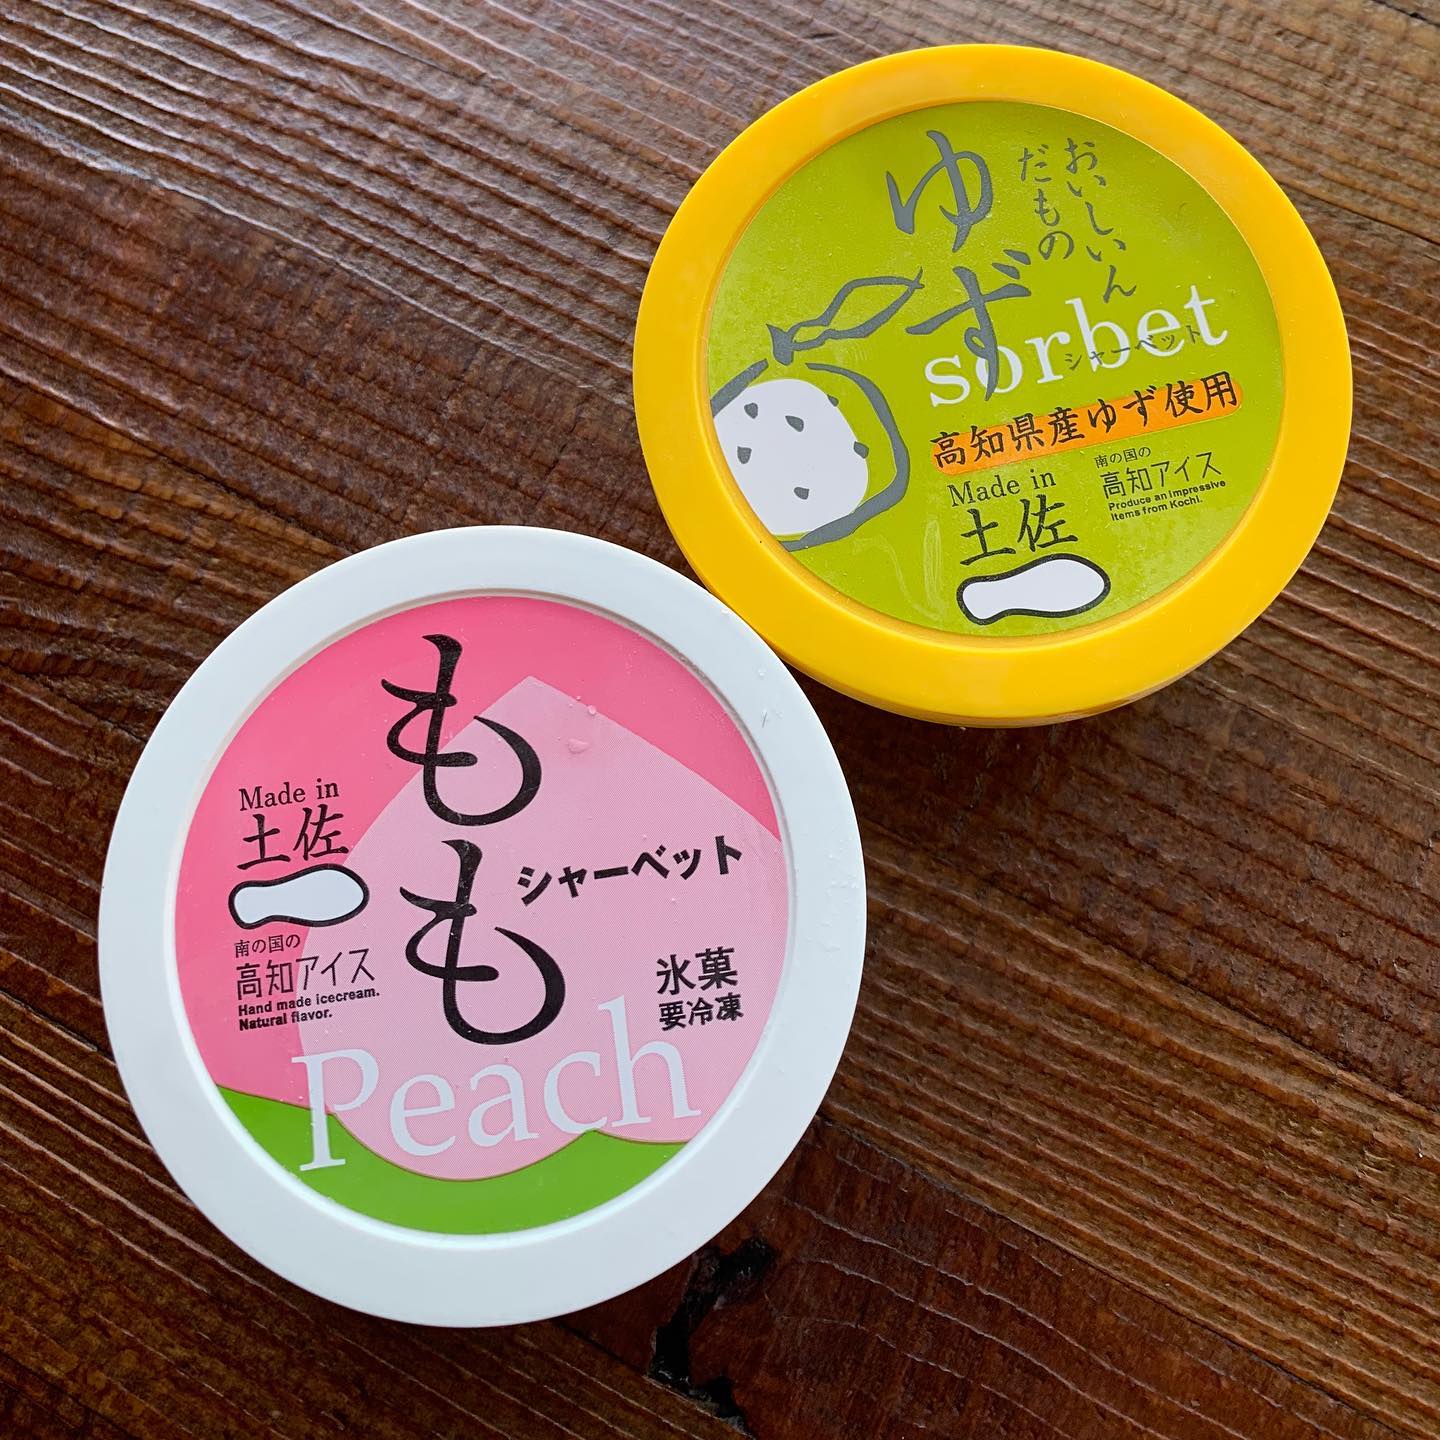 おいしいん
だもの
ゆず
sorbet
シャーベット
高知県産ゆず使用
Made in
土佐
南の国の
高知アイス
Produce an impressive
items from Kochi.
もも
シャーベット
Made in
土佐
南の国の
高知アイス
Hand made icecream.
Natural flavor.
氷菓
要冷凍
Peach